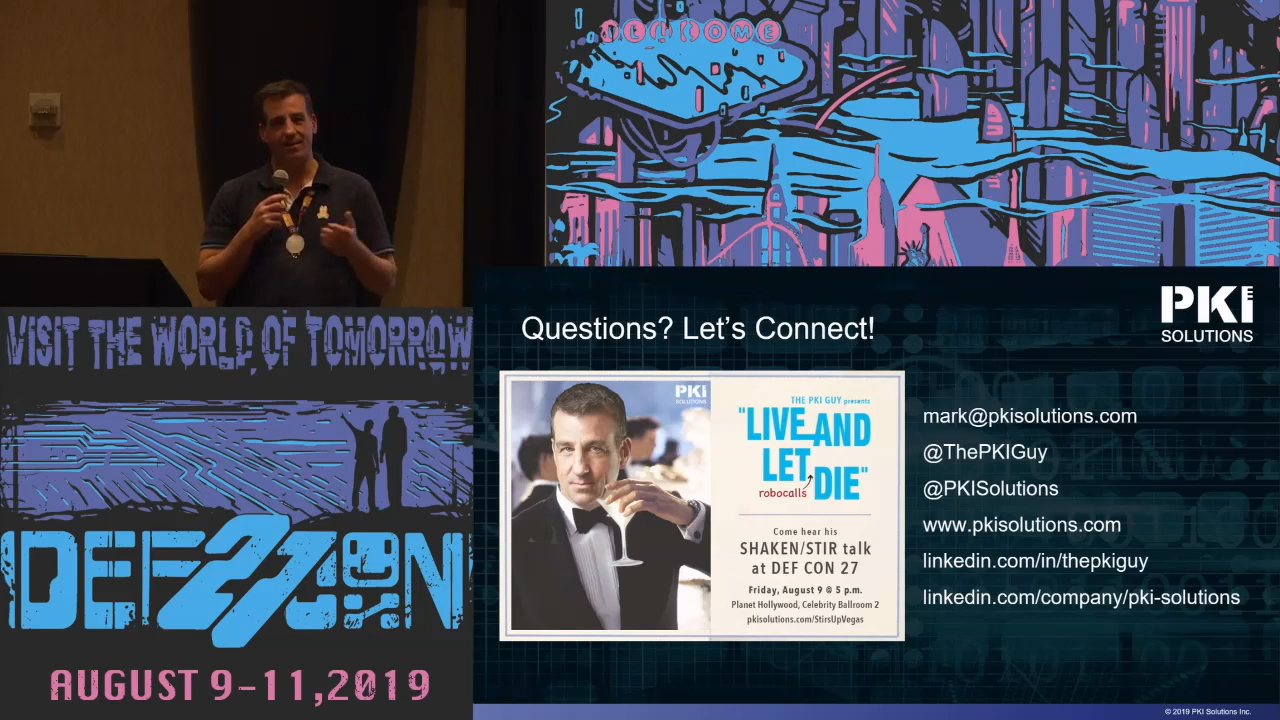 WELCOME
VISIT THE WORLD OF TOMORROW
DEF 27 CON
AUGUST 9-11,2019
PKI
SOLUTIONS
Questions? Let's Connect!
PKI
SOLUTIONS
THE PKI GUY presents
"LIVE AND
LET DIE"
robocalls
Come hear his
SHAKEN/STIR talk
at DEF CON 27
Friday, August 9 @ 5 p.m.
Planet Hollywood, Celebrity Ballroom 2
pkisolutions.com/StirsUpVegas
mark@pkisolutions.com
@ThePKIGuy
@PKISolutions
www.pkisolutions.com
linkedin.com/in/thepkiguy
linkedin.com/company/pki-solutions
© 2019 PKI Solutions Inc.